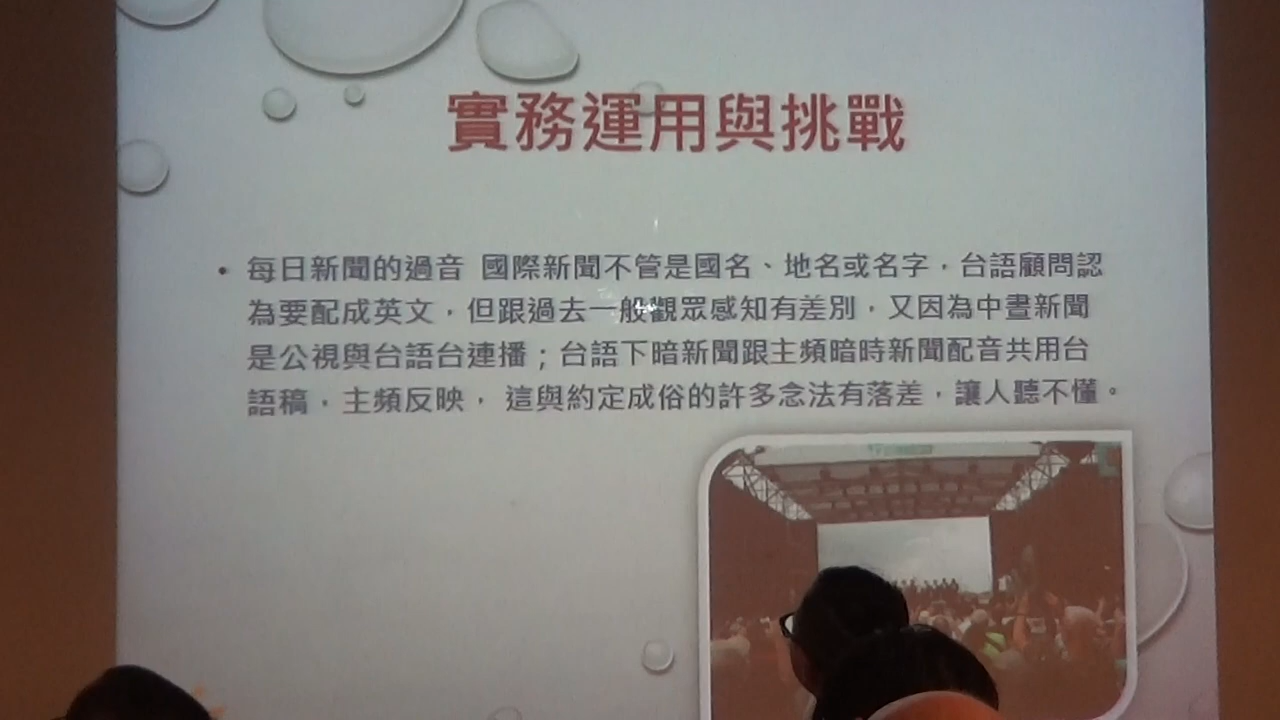 實務運用與挑戰
• 每日新聞的過音 國際新聞不管是國名、地名或名字，台語顧問認
為要配成英文，但跟過去一般觀眾感知有差別，又因為中晝新聞
是公視與台語台連播；台語下暗新聞跟主頻暗時新聞配音共用台
語稿，主頻反映， 這與約定成俗的許多念法有落差，讓人聽不懂。